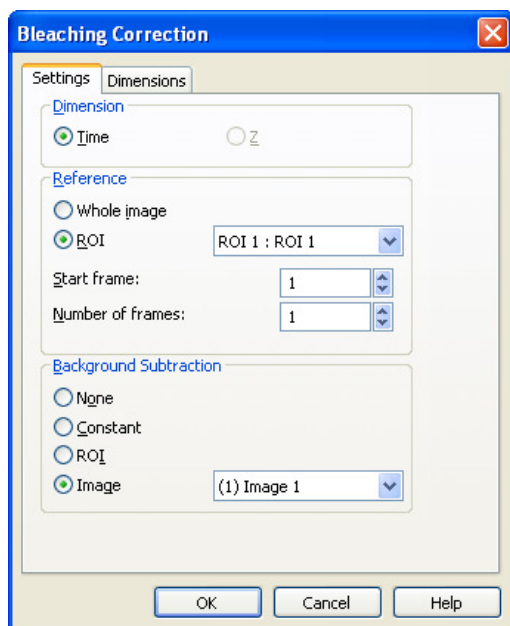 Bleaching Correction
Settings Dimensions
Dimension
Time Z
Reference
Whole image
ROI ROI 1 : ROI 1
Start frame: 1
Number of frames: 1
Background Subtraction
None
Constant
ROI
Image (1) Image 1
OK Cancel Help